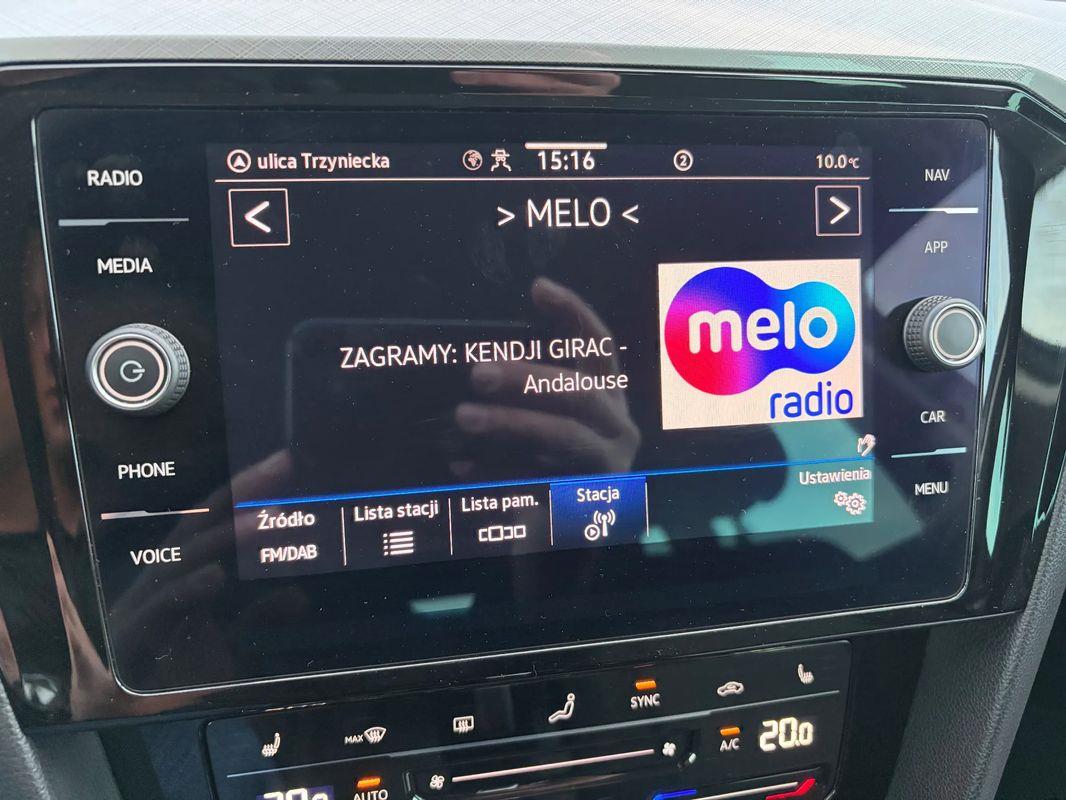 RADIO
MEDIA
PHONE
VOICE
ulica Trzyniecka
15:16
2
10.0°C
< >
> MELO <
ZAGRAMY: KENDJI GIRAC -
Andalouse
melo
radio
Źródło
FM/DAB
Lista stacji
Lista pam.
Stacja
Ustawienia
NAV
APP
CAR
MENU
MAX
SYNC
A/C
20.0
AUTO